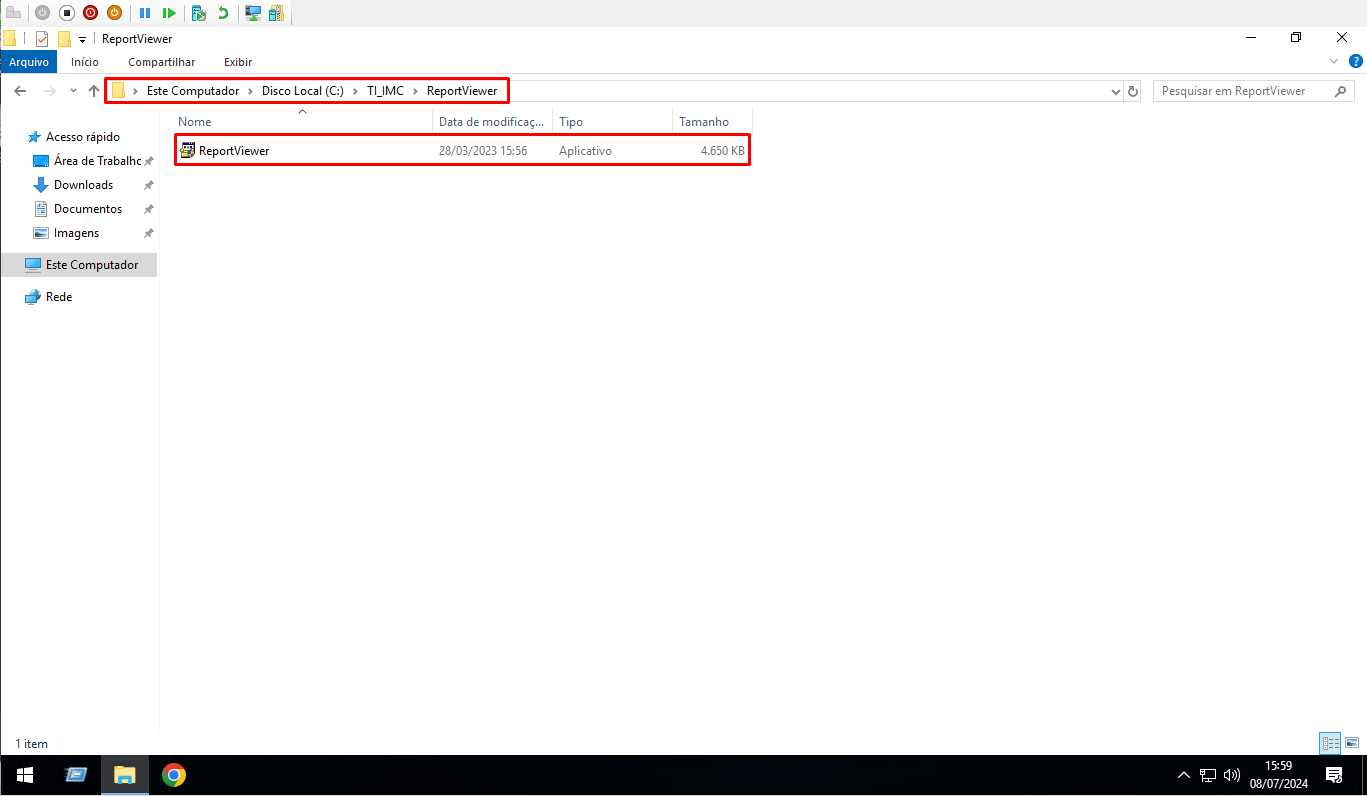 ReportViewer
Arquivo Início Compartilhar Exibir
Este Computador Disco Local (C:) TI_IMC ReportViewer
Pesquisar em ReportViewer
Nome Data de modificaç... Tipo Tamanho
ReportViewer 28/03/2023 15:56 Aplicativo 4.650 KB
Acesso rápido
Área de Trabalhc
Downloads
Documentos
Imagens
Este Computador
Rede
1 item
15:59
08/07/2024